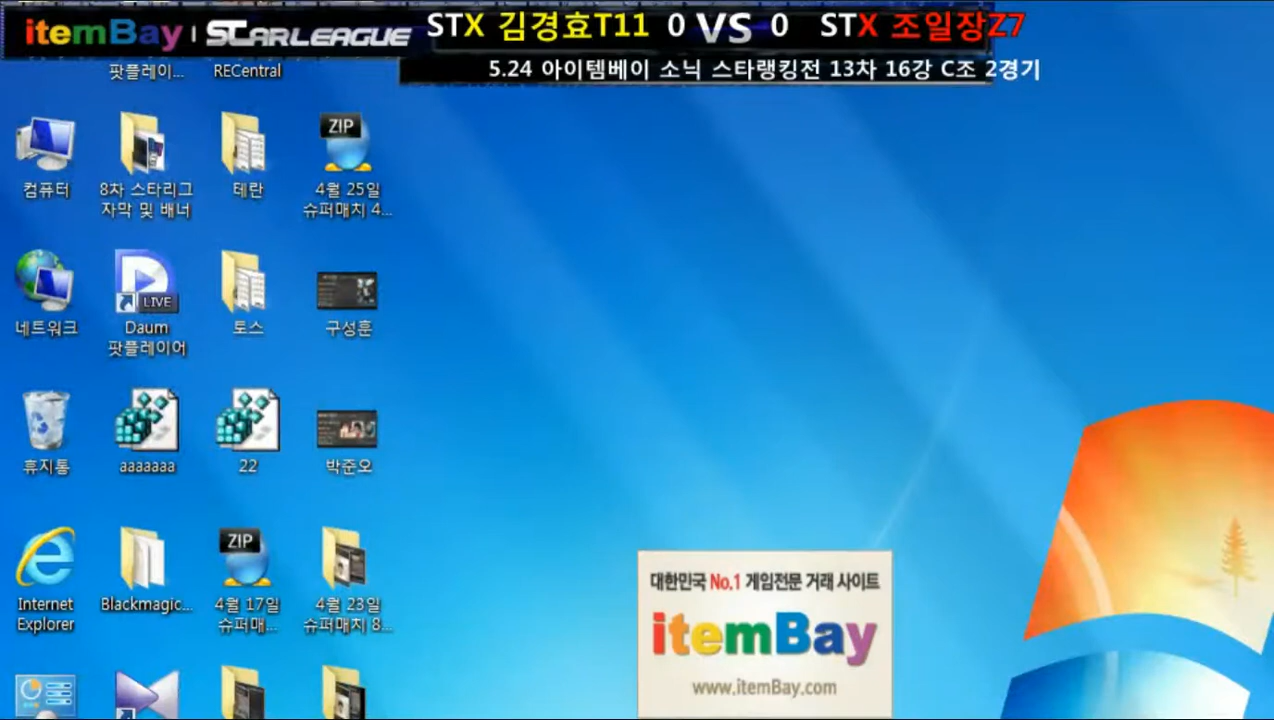 itemBay | STARLEAGUE
STX 김경효T11 0 VS 0 STX 조일장Z7
5.24 아이템베이 소닉 스타랭킹전 13차 16강 C조 2경기
팟플레이...
RECentral
컴퓨터
8차 스타리그
자막 및 배너
테란
ZIP
4월 25일
슈퍼매치 4...
네트워크
LIVE
Daum
팟플레이어
토스
구성훈
휴지통
aaaaaaa
22
박준오
Internet
Explorer
Blackmagic...
ZIP
4월 17일
슈퍼매...
4월 23일
슈퍼매치 8...
대한민국 No.1 게임전문 거래 사이트
itemBay
www.itemBay.com